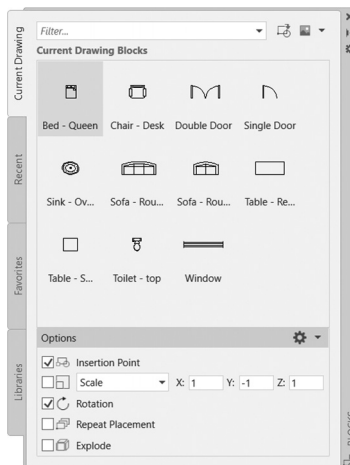 Current Drawing
Filter...
Current Drawing Blocks
Bed - Queen Chair - Desk Double Door Single Door
Recent
Sink - Ov... Sofa - Rou... Sofa - Rou... Table - Re...
Favorites
Table - S... Toilet - top Window
Libraries
Options
Insertion Point
Scale X: 1 Y: -1 Z: 1
Rotation
Repeat Placement
Explode
BLOCKS